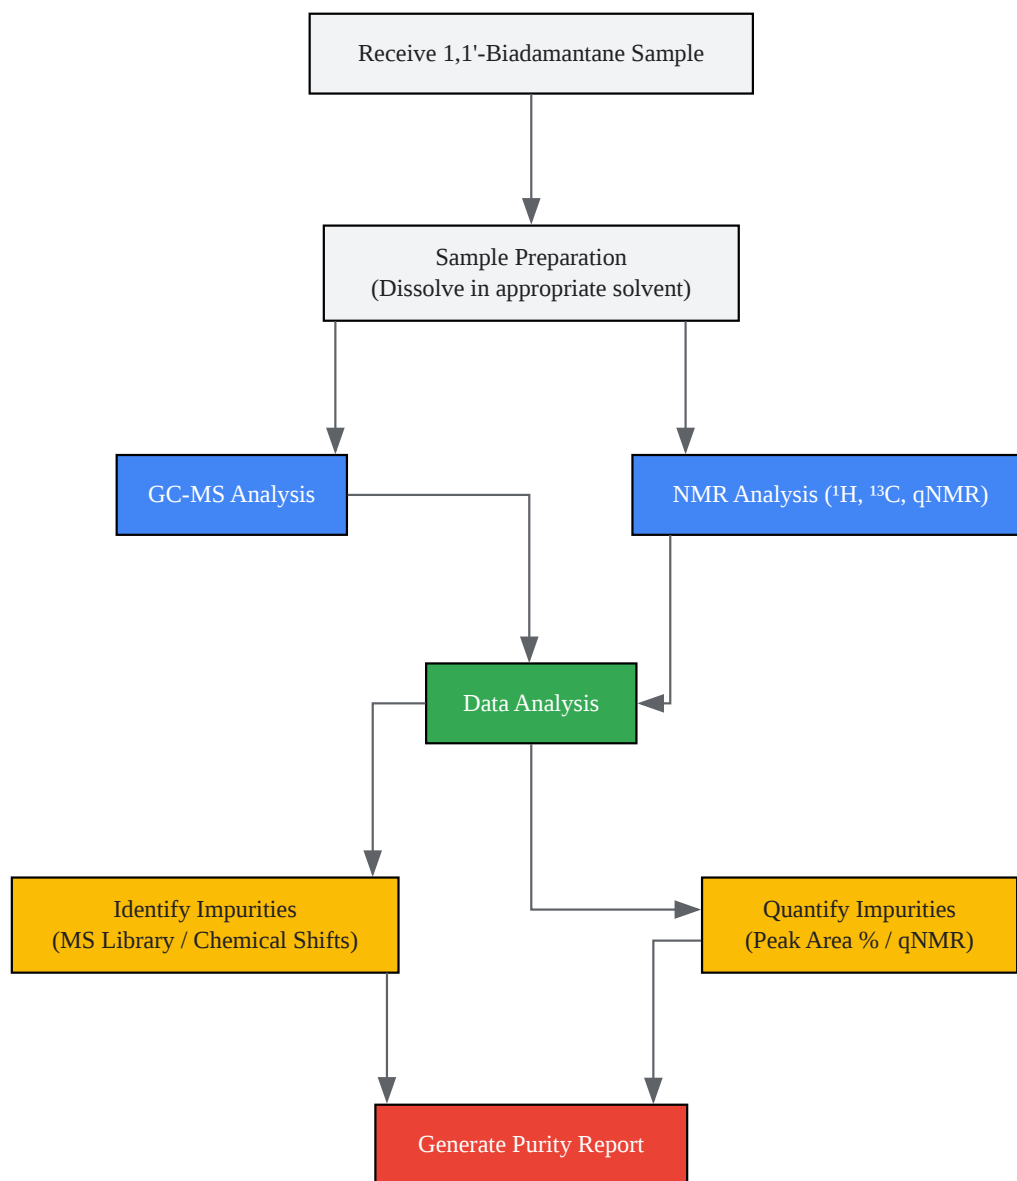 Receive 1,1'-Biadamantane Sample
Sample Preparation
(Dissolve in appropriate solvent)
GC-MS Analysis
NMR Analysis (¹H, ¹³C, qNMR)
Data Analysis
Identify Impurities
(MS Library / Chemical Shifts)
Quantify Impurities
(Peak Area % / qNMR)
Generate Purity Report